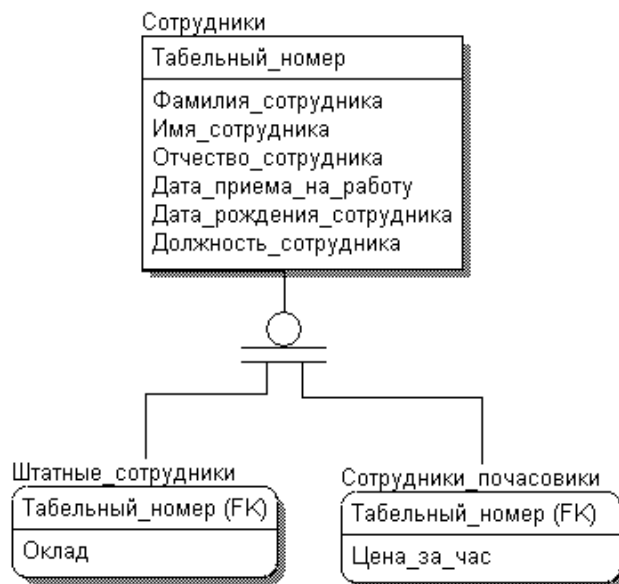 Сотрудники
Табельный_номер
Фамилия_сотрудника
Имя_сотрудника
Отчество_сотрудника
Дата_приема_на_работу
Дата_рождения_сотрудника
Должность_сотрудника
Штатные_сотрудники
Табельный_номер (FK)
Оклад
Сотрудники_почасовики
Табельный_номер (FK)
Цена_за_час